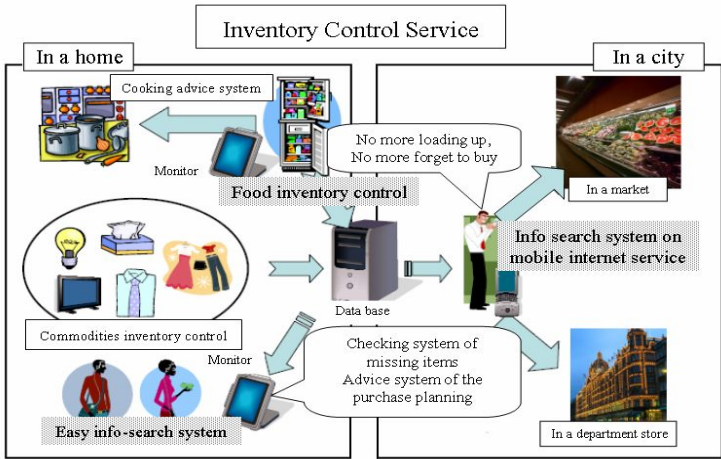 Inventory Control Service
In a home
In a city
Cooking advice system
Monitor
Food inventory control
No more loading up,
No more forget to buy
In a market
Info search system on
mobile internet service
Data base
Commodities inventory control
Monitor
Checking system of
missing items
Advice system of the
purchase planning
Easy info-search system
In a department store